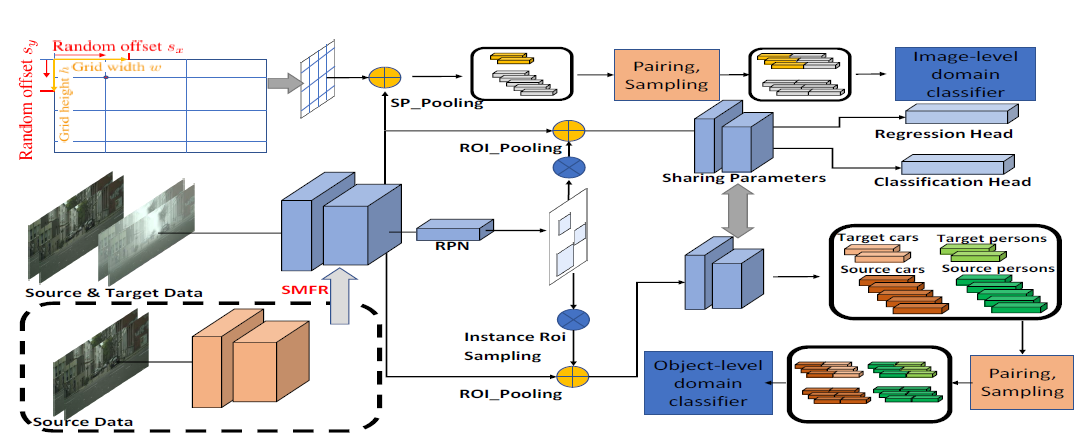 Random offset s_x
Grid width w
Random offset s_y
Grid height h
SP_Pooling
Pairing,
Sampling
Image-level
domain
classifier
ROI_Pooling
Regression Head
Sharing Parameters
Classification Head
RPN
Source & Target Data
SMFR
Target cars
Target persons
Source cars
Source persons
Instance Roi
Sampling
ROI_Pooling
Object-level
domain
classifier
Pairing,
Sampling
Source Data